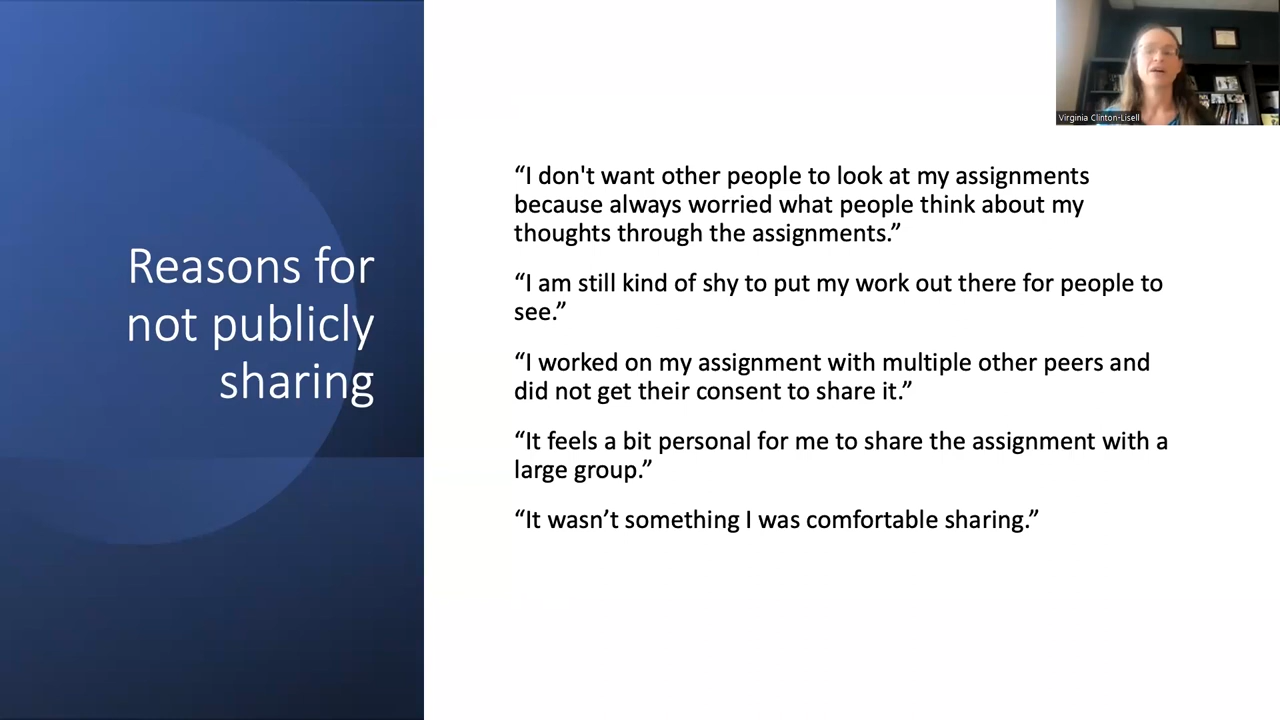 Reasons for
not publicly
sharing
“I don't want other people to look at my assignments
because always worried what people think about my
thoughts through the assignments.”
“I am still kind of shy to put my work out there for people to
see.”
“I worked on my assignment with multiple other peers and
did not get their consent to share it.”
“It feels a bit personal for me to share the assignment with a
large group.”
“It wasn’t something I was comfortable sharing.”
Virginia Clinton-Lisell